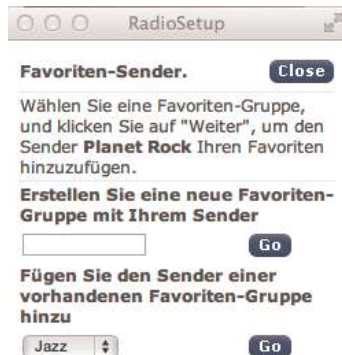 RadioSetup
Favoriten-Sender. Close
Wählen Sie eine Favoriten-Gruppe,
und klicken Sie auf "Weiter", um den
Sender Planet Rock Ihren Favoriten
hinzuzufügen.
Erstellen Sie eine neue Favoriten-
Gruppe mit Ihrem Sender
Go
Fügen Sie den Sender einer
vorhandenen Favoriten-Gruppe
hinzu
Jazz Go